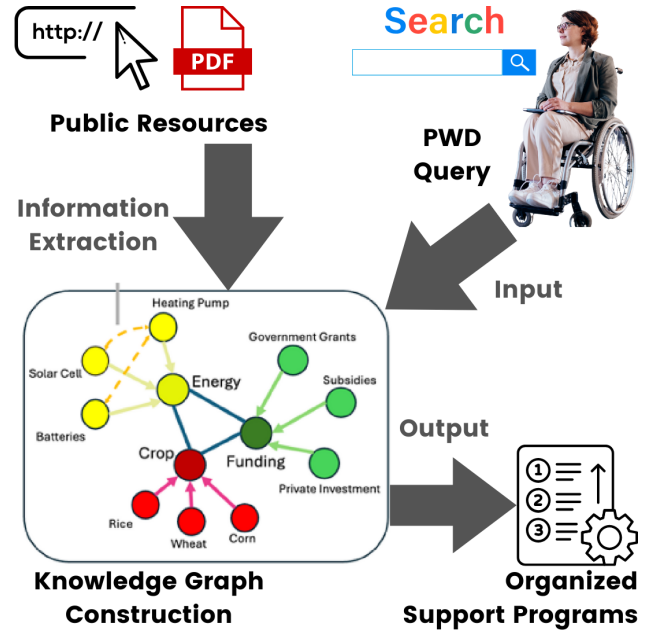 http://
PDF
Search
Public Resources
PWD
Query
Information
Extraction
Input
Heating Pump
Government Grants
Solar Cell
Energy
Subsidies
Batteries
Crop
Funding
Private Investment
Rice
Wheat
Corn
Output
1
2
3
Knowledge Graph
Construction
Organized
Support Programs